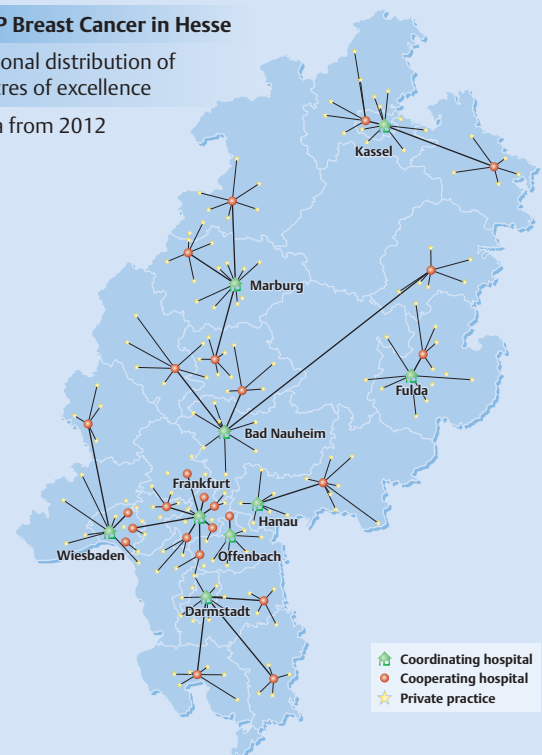 P Breast Cancer in Hesse
onal distribution of
tres of excellence
from 2012
Kassel
Marburg
Fulda
Bad Nauheim
Frankfurt
Hanau
Wiesbaden
Offenbach
Darmstadt
Coordinating hospital
Cooperating hospital
Private practice